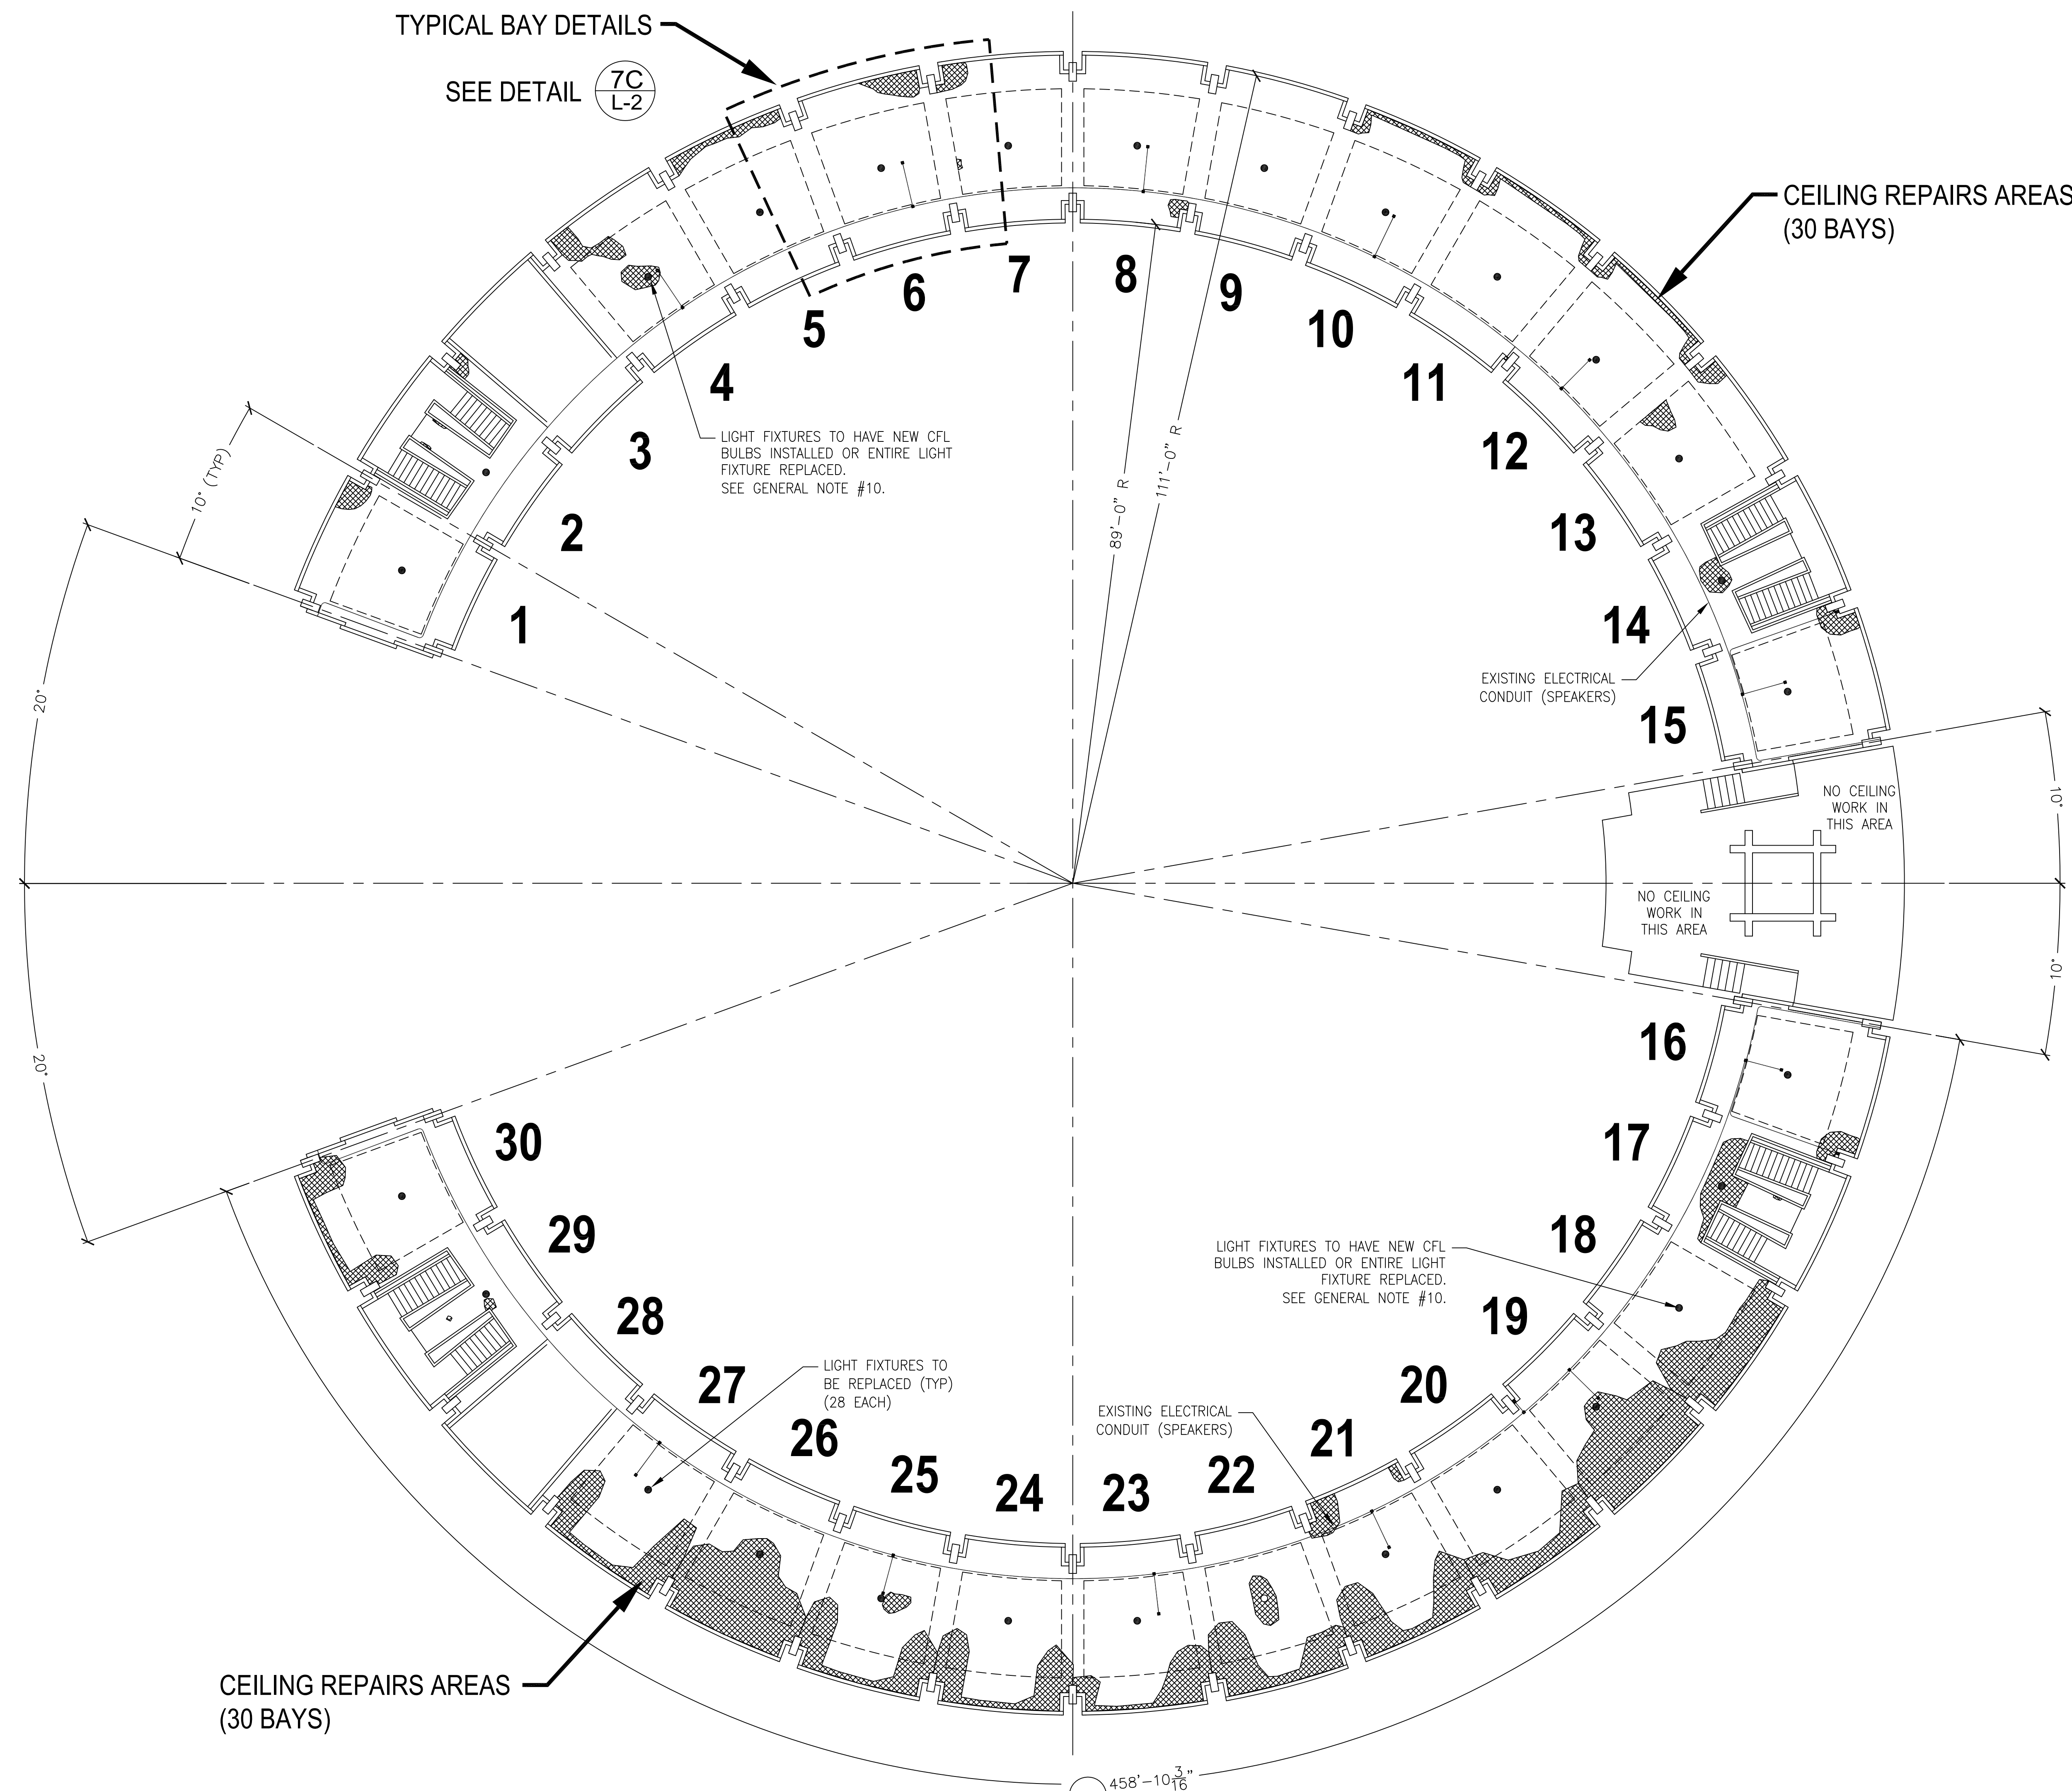 TYPICAL BAY DETAILS
SEE DETAIL
7C
L-2
CEILING REPAIRS AREAS
(30 BAYS)
1
2
3
4
5
6
7
8
9
10
11
12
13
14
15
LIGHT FIXTURES TO HAVE NEW CFL
BULBS INSTALLED OR ENTIRE LIGHT
FIXTURE REPLACED.
SEE GENERAL NOTE #10.
10° (TYP)
20°
89'-0" R
111'-0" R
EXISTING ELECTRICAL
CONDUIT (SPEAKERS)
NO CEILING
WORK IN
THIS AREA
10°
NO CEILING
WORK IN
THIS AREA
10°
20°
16
17
18
19
20
21
22
23
24
25
26
27
28
29
30
LIGHT FIXTURES TO HAVE NEW CFL
BULBS INSTALLED OR ENTIRE LIGHT
FIXTURE REPLACED.
SEE GENERAL NOTE #10.
LIGHT FIXTURES TO
BE REPLACED (TYP)
(28 EACH)
EXISTING ELECTRICAL
CONDUIT (SPEAKERS)
CEILING REPAIRS AREAS
(30 BAYS)
458'-10 3/16"